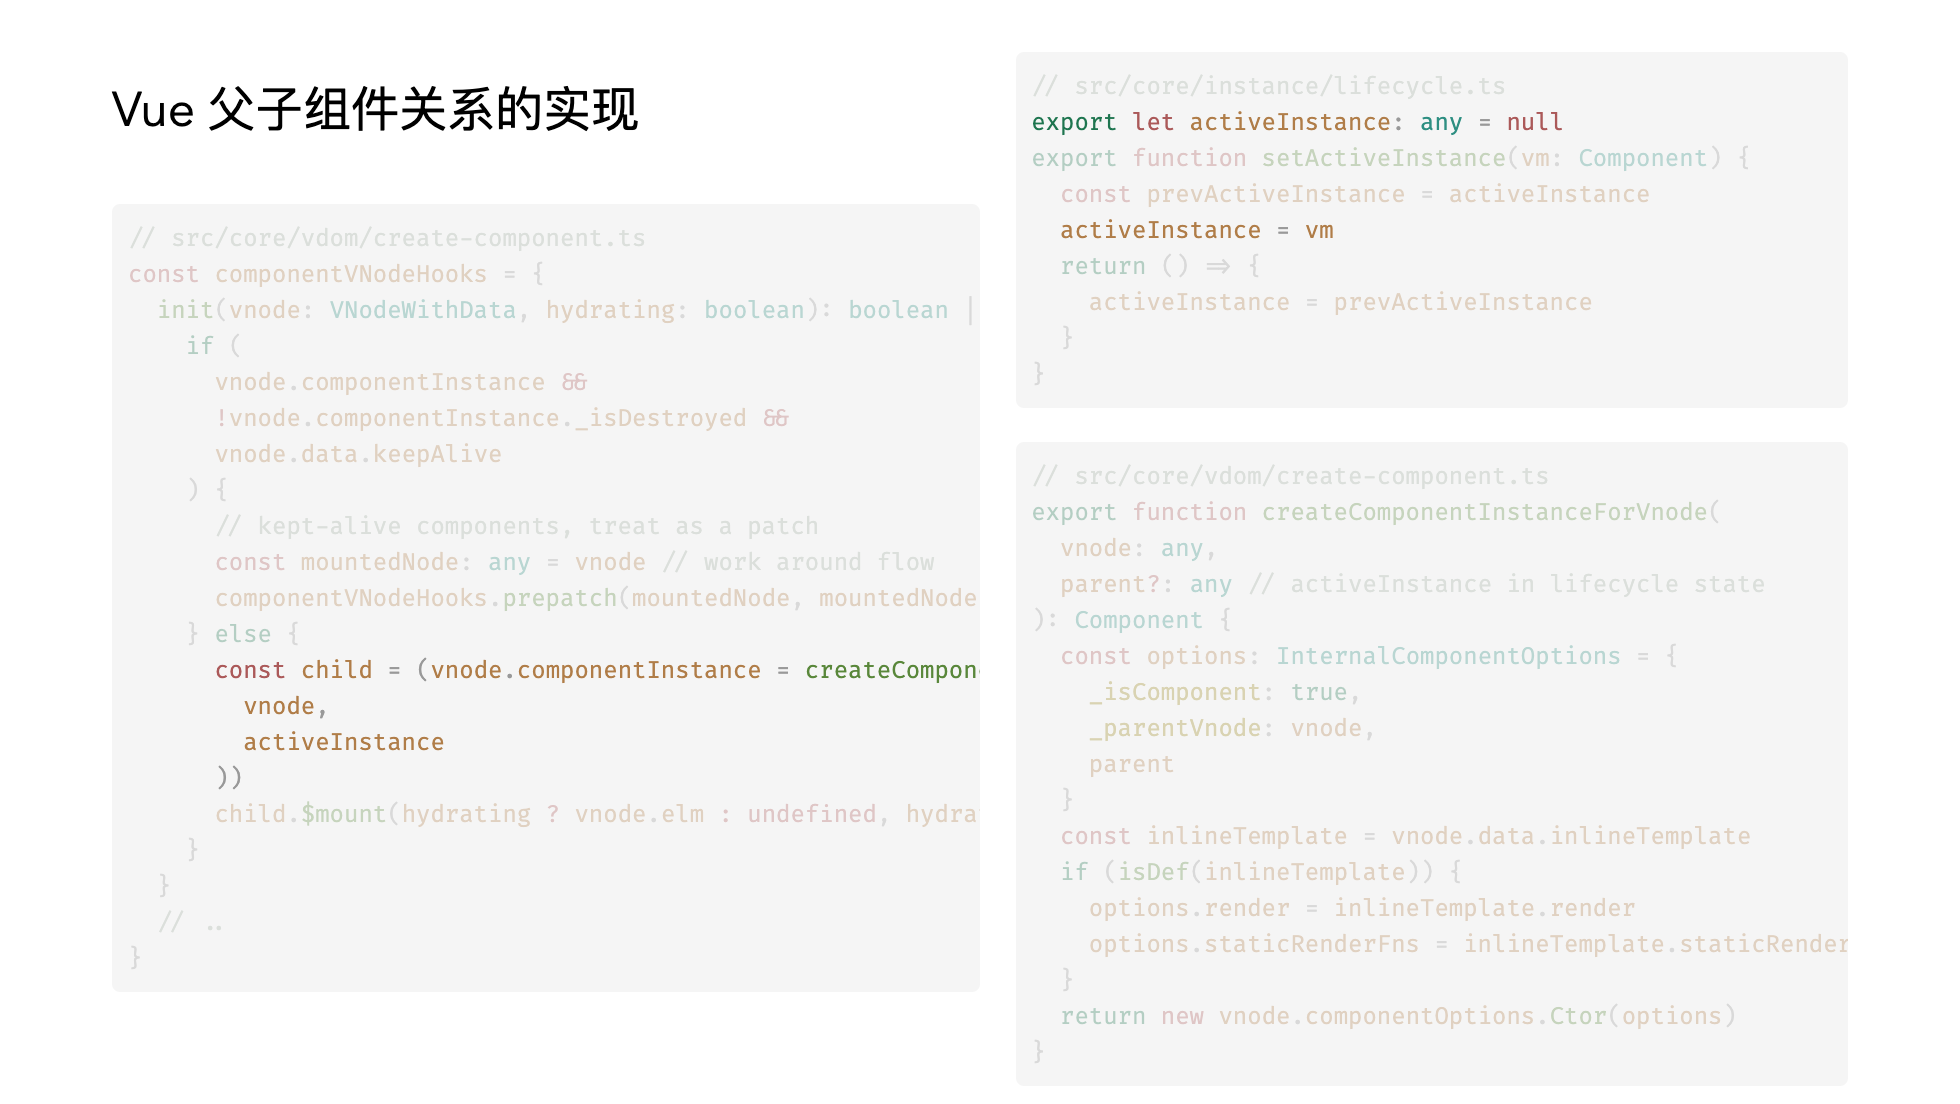 Vue 父子组件关系的实现
// src/core/vdom/create-component.ts
const componentVNodeHooks = {
  init(vnode: VNodeWithData, hydrating: boolean): boolean |
    if (
      vnode.componentInstance &&
      !vnode.componentInstance._isDestroyed &&
      vnode.data.keepAlive
    ) {
      // kept-alive components, treat as a patch
      const mountedNode: any = vnode // work around flow
      componentVNodeHooks.prepatch(mountedNode, mountedNode
    } else {
      const child = (vnode.componentInstance = createCompon
        vnode,
        activeInstance
      ))
      child.$mount(hydrating ? vnode.elm : undefined, hydra
    }
  }
  // ..
}
// src/core/instance/lifecycle.ts
export let activeInstance: any = null
export function setActiveInstance(vm: Component) {
  const prevActiveInstance = activeInstance
  activeInstance = vm
  return () => {
    activeInstance = prevActiveInstance
  }
}
// src/core/vdom/create-component.ts
export function createComponentInstanceForVnode(
  vnode: any,
  parent?: any // activeInstance in lifecycle state
): Component {
  const options: InternalComponentOptions = {
    _isComponent: true,
    _parentVnode: vnode,
    parent
  }
  const inlineTemplate = vnode.data.inlineTemplate
  if (isDef(inlineTemplate)) {
    options.render = inlineTemplate.render
    options.staticRenderFns = inlineTemplate.staticRender
  }
  return new vnode.componentOptions.Ctor(options)
}